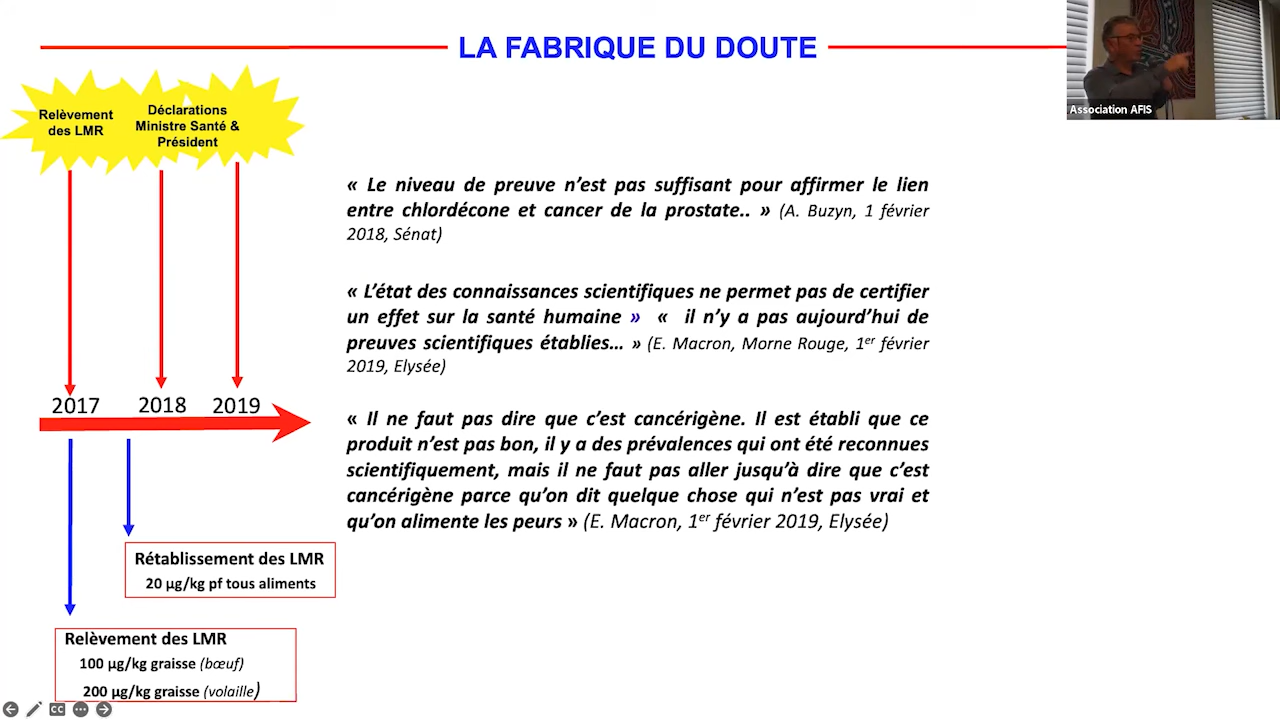 LA FABRIQUE DU DOUTE
Association AFIS
Relèvement
des LMR
Déclarations
Ministre Santé &
Président
« Le niveau de preuve n’est pas suffisant pour affirmer le lien
entre chlordécone et cancer de la prostate.. » (A. Buzyn, 1 février
2018, Sénat)
« L’état des connaissances scientifiques ne permet pas de certifier
un effet sur la santé humaine » « il n’y a pas aujourd’hui de
preuves scientifiques établies… » (E. Macron, Morne Rouge, 1er février
2019, Elysée)
« Il ne faut pas dire que c’est cancérigène. Il est établi que ce
produit n’est pas bon, il y a des prévalences qui ont été reconnues
scientifiquement, mais il ne faut pas aller jusqu’à dire que c’est
cancérigène parce qu’on dit quelque chose qui n’est pas vrai et
qu’on alimente les peurs » (E. Macron, 1er février 2019, Elysée)
2017 2018 2019
Rétablissement des LMR
20 µg/kg pf tous aliments
Relèvement des LMR
100 µg/kg graisse (bœuf)
200 µg/kg graisse (volaille)
CC